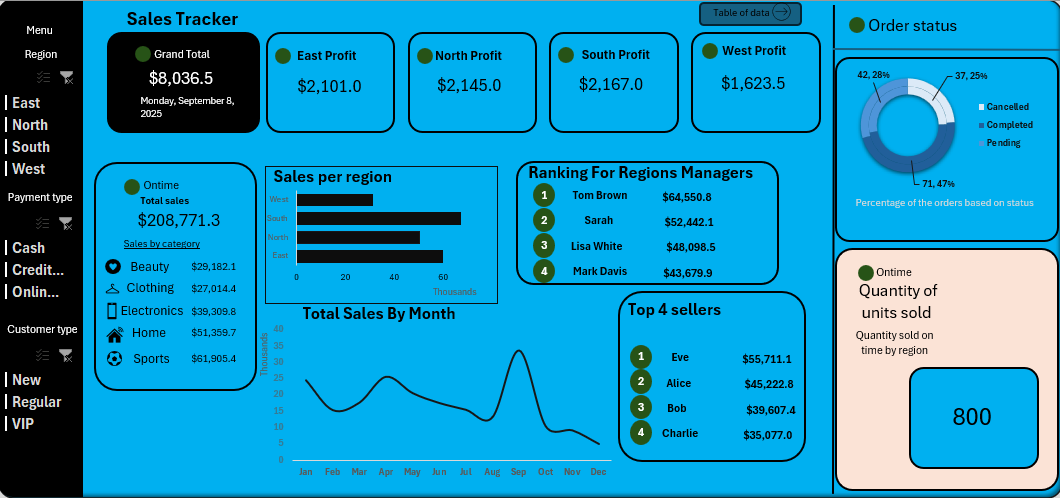 Menu
Region
East
North
South
West
Payment type
Cash
Credit...
Onlin...
Customer type
New
Regular
VIP
Sales Tracker
Table of data
Grand Total
$8,036.5
Monday, September 8,
2025
East Profit
$2,101.0
North Profit
$2,145.0
South Profit
$2,167.0
West Profit
$1,623.5
Ontime
Total sales
$208,771.3
Sales by category
Beauty $29,182.1
Clothing $27,014.4
Electronics $39,309.8
Home $51,359.7
Sports $61,905.4
Sales per region
West
South
North
East
0 20 40 60
Thousands
Ranking For Regions Managers
1 Tom Brown $64,550.8
2 Sarah $52,442.1
3 Lisa White $48,098.5
4 Mark Davis $43,679.9
Total Sales By Month
Thousands
40
35
30
25
20
15
10
5
0
Jan Feb Mar Apr May Jun Jul Aug Sep Oct Nov Dec
Top 4 sellers
1 Eve $55,711.1
2 Alice $45,222.8
3 Bob $39,607.4
4 Charlie $35,077.0
Order status
42, 28%
37, 25%
71, 47%
Cancelled
Completed
Pending
Percentage of the orders based on status
Ontime
Quantity of
units sold
Quantity sold on
time by region
800